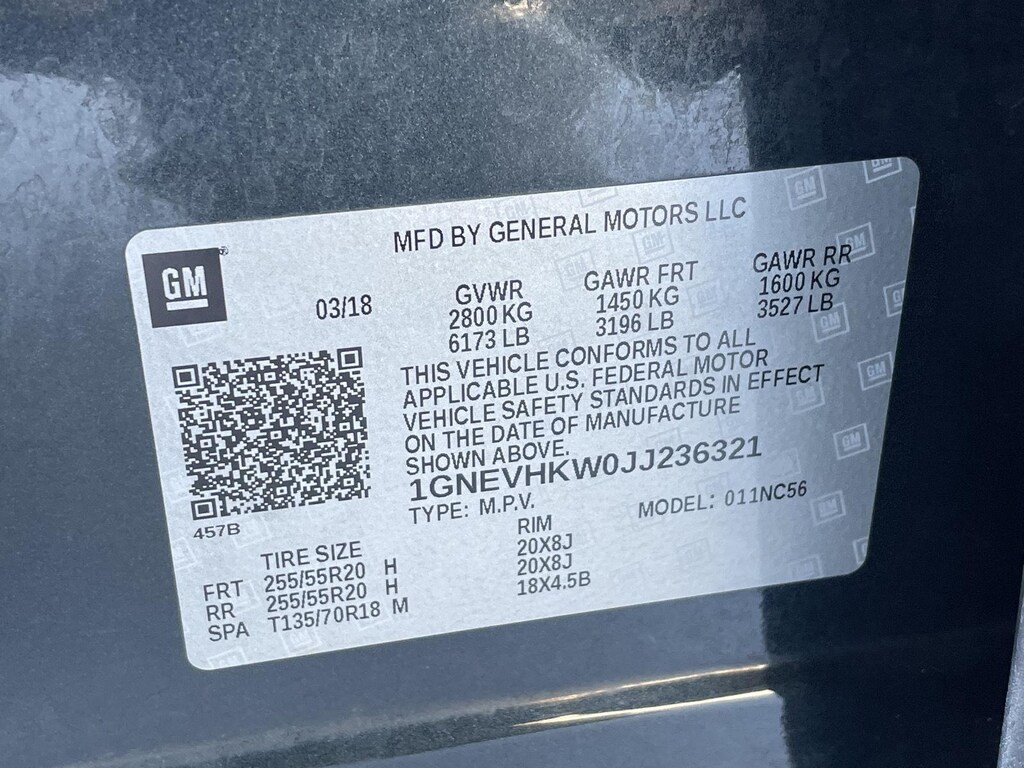 MFD BY GENERAL MOTORS LLC
GM
03/18
GVWR GAWR FRT GAWR RR
2800 KG 1450 KG 1600 KG
6173 LB 3196 LB 3527 LB
THIS VEHICLE CONFORMS TO ALL
APPLICABLE U.S. FEDERAL MOTOR
VEHICLE SAFETY STANDARDS IN EFFECT
ON THE DATE OF MANUFACTURE
SHOWN ABOVE.
1GNEVHKW0JJ236321
TYPE: M.P.V. MODEL: 011NC56
457B
TIRE SIZE RIM
FRT 255/55R20 H 20X8J
RR 255/55R20 H 20X8J
SPA T135/70R18 M 18X4.5B